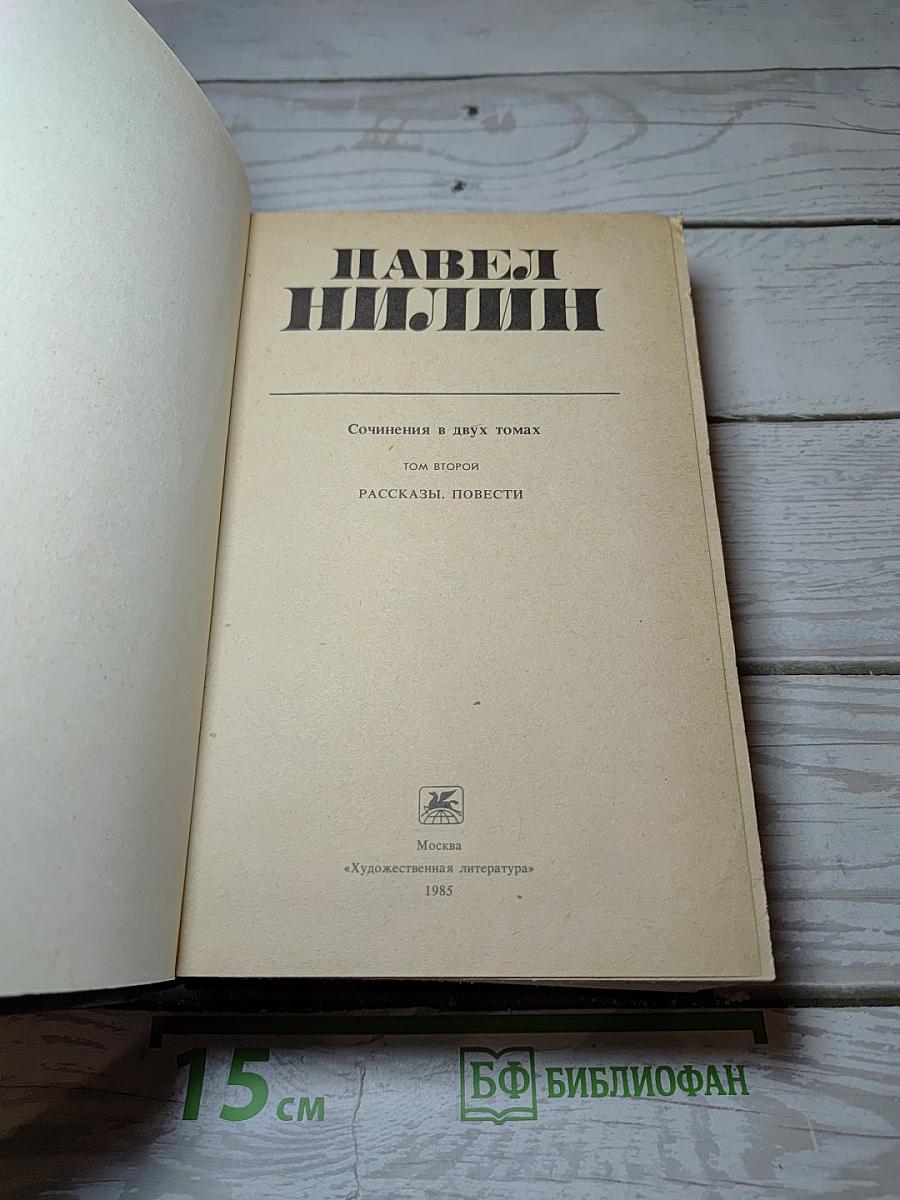 ПАВЕЛ
НИЛИН
Сочинения в двух томах
ТОМ ВТОРОЙ
РАССКАЗЫ. ПОВЕСТИ
Москва
«Художественная литература»
1985
15 см
БФ БИБЛИОФАН